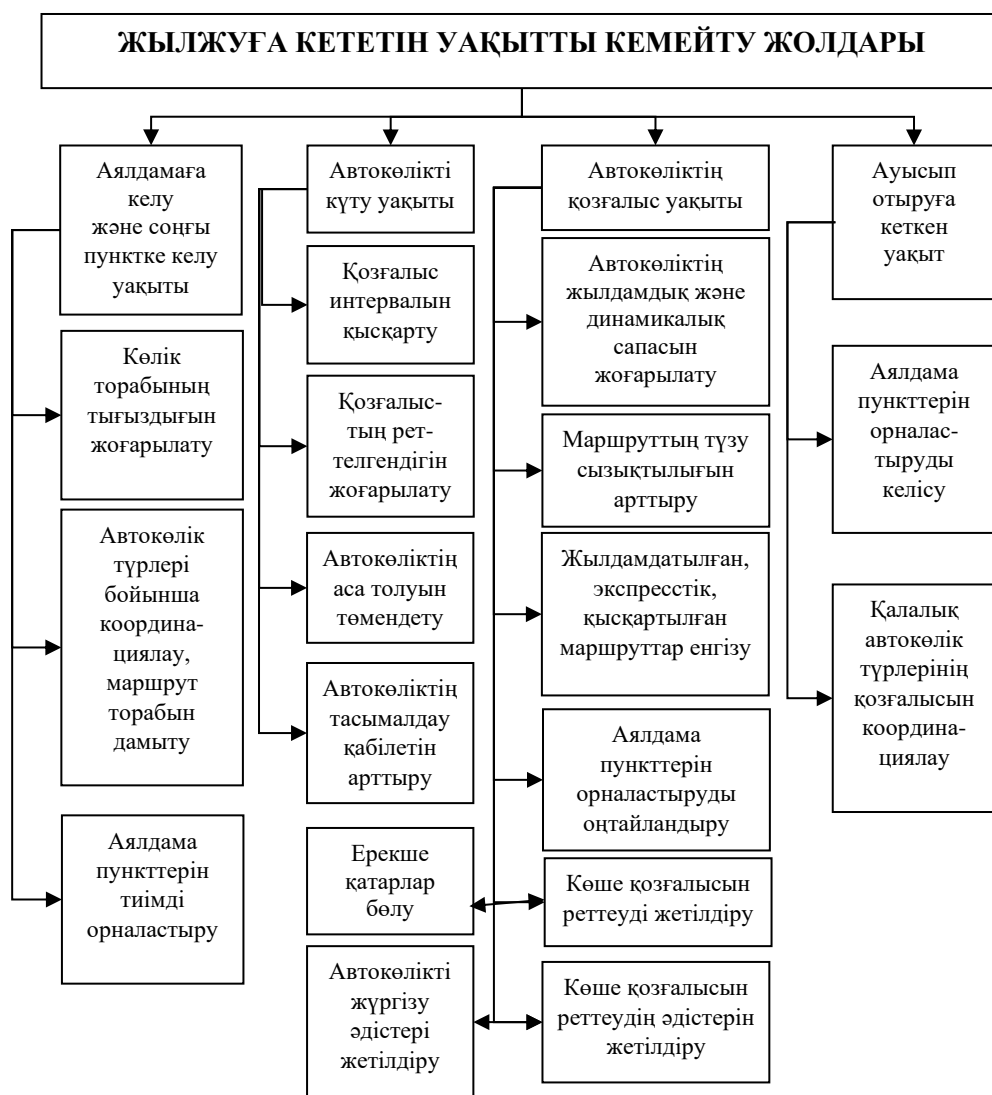 ЖЫЛЖУҒА КЕТЕТІН УАҚЫТТЫ КЕМЕЙТУ ЖОЛДАРЫ
Аялдамаға
келу
және соңғы
пунктке келу
уақыты
Көлік
торабының
тығыздығын
жоғарылату
Автокөлік
түрлері
бойынша
координа-
циялау,
маршрут
торабын
дамыту
Аялдама
пункттерін
тиімді
орналастыру
Автокөлікті
күту уақыты
Қозғалыс
интервалын
қысқарту
Қозғалыс-
тың рет-
телгендігін
жоғарылату
Автокөліктің
аса толуын
төмендету
Автокөліктің
тасымалдау
қабілетін
арттыру
Ерекше
қатарлар
бөлу
Автокөлікті
жүргізу
әдістері
жетілдіру
Автокөліктің
қозғалыс уақыты
Автокөліктің
жылдамдық және
динамикалық
сапасын
жоғарылату
Маршруттың түзу
сызықтылығын
арттыру
Жылдамдатылған,
экспресстік,
қысқартылған
маршруттар енгізу
Аялдама
пункттерін
орналастыруды
оңтайландыру
Көше қозғалысын
реттеуді жетілдіру
Көше қозғалысын
реттеудің әдістерін
жетілдіру
Ауысып
отыруға
кеткен
уақыт
Аялдама
пункттерін
орналас-
тыруды
келісу
Қалалық
автокөлік
түрлерінің
қозғалысын
координа-
циялау